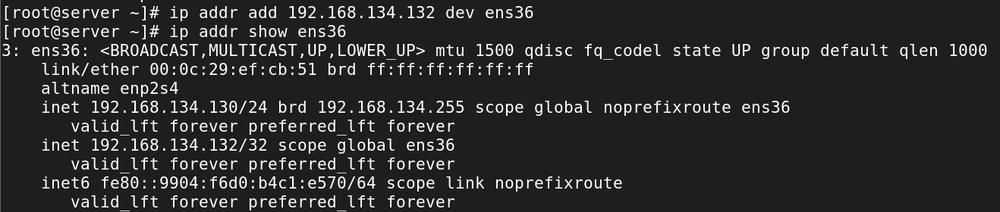 [root@server ~]# ip addr add 192.168.134.132 dev ens36
[root@server ~]# ip addr show ens36
3: ens36: <BROADCAST,MULTICAST,UP,LOWER_UP> mtu 1500 qdisc fq_codel state UP group default qlen 1000
    link/ether 00:0c:29:ef:cb:51 brd ff:ff:ff:ff:ff:ff
    altname enp2s4
    inet 192.168.134.130/24 brd 192.168.134.255 scope global noprefixroute ens36
       valid_lft forever preferred_lft forever
    inet 192.168.134.132/32 scope global ens36
       valid_lft forever preferred_lft forever
    inet6 fe80::9904:f6d0:b4c1:e570/64 scope link noprefixroute
       valid_lft forever preferred_lft forever